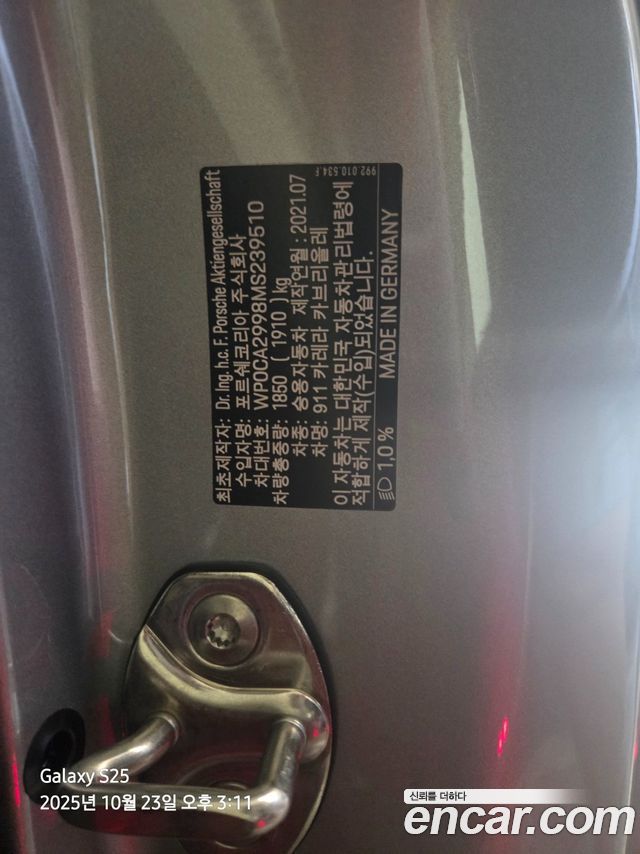 최초제작자: Dr. Ing. h.c. F. Porsche Aktiengesellschaft
수입자명: 포르쉐코리아 주식회사
차대번호: WP0CA2998MS239510
차량총중량: 1850 ( 1910 ) kg
차종: 승용자동차 제작연월: 2021.07
차명: 911 카레라 카브리올레
이 자동차는 대한민국 자동차관리법령에
적합하게 제작(수입)되었습니다.
1,0 % MADE IN GERMANY
992.010.534.F
Galaxy S25
2025년 10월 23일 오후 3:11
신뢰를 더하다
encar.com